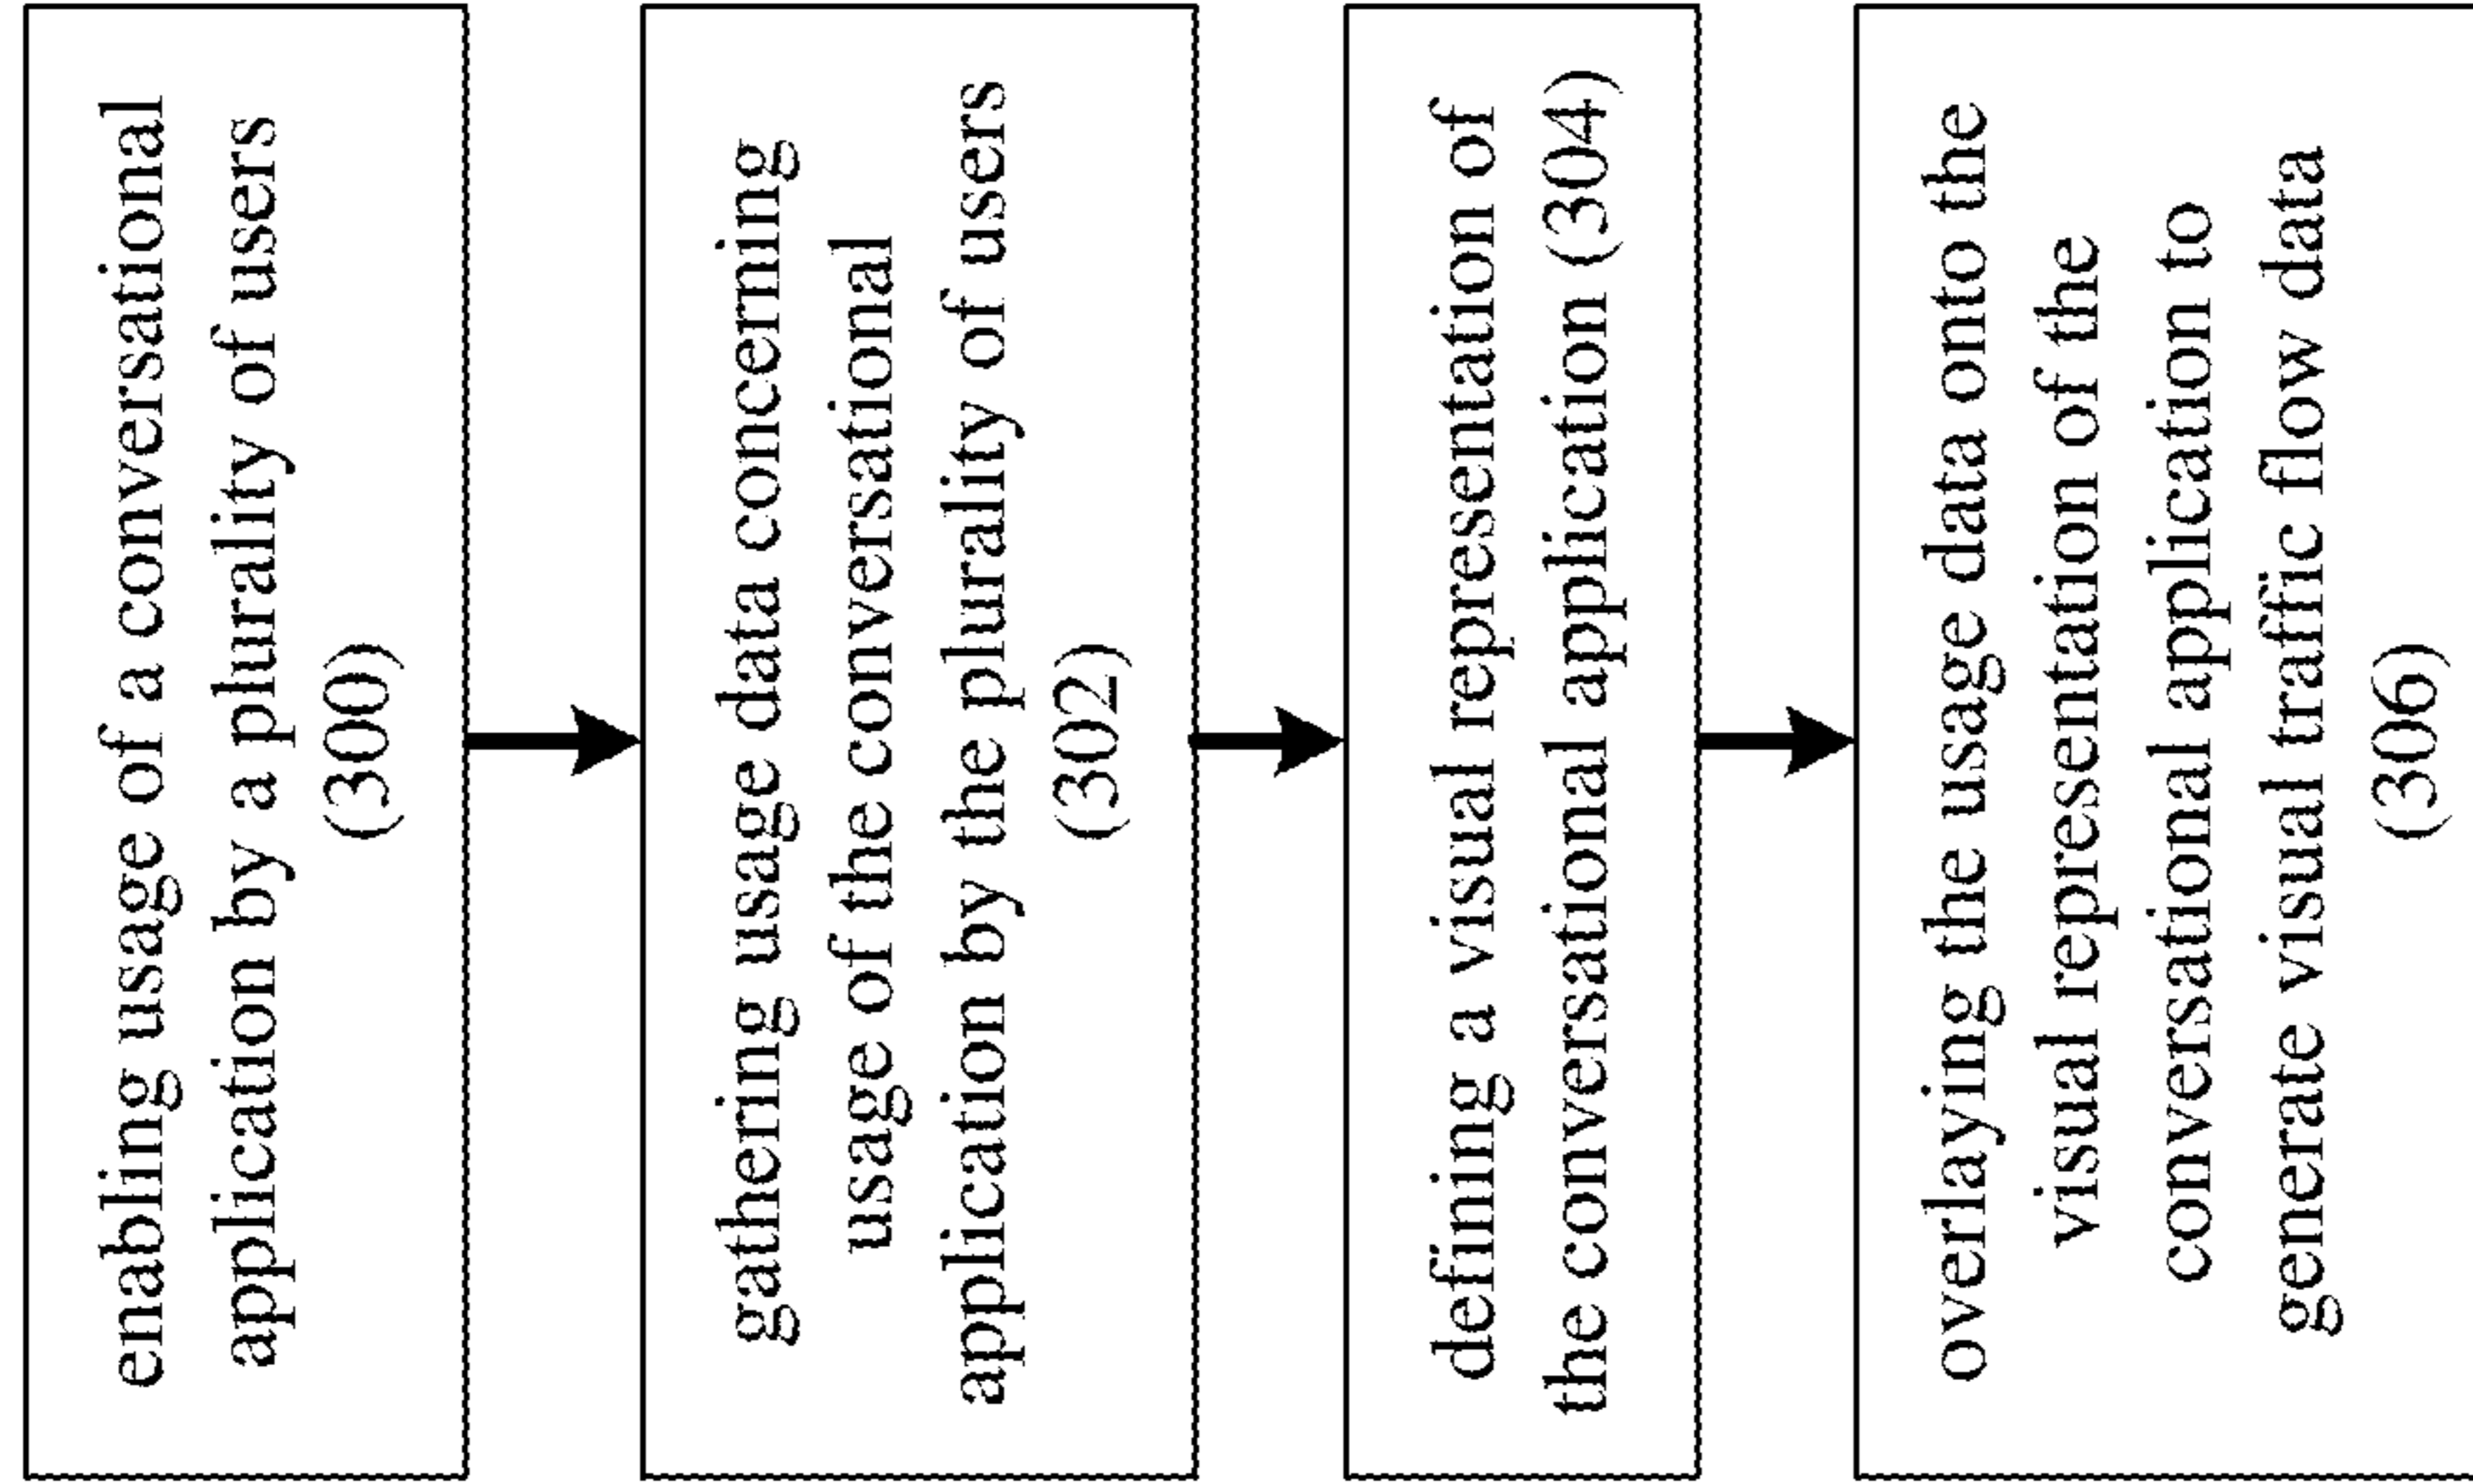 enabling usage of a conversational
application by a plurality of users
(300)
gathering usage data concerning
usage of the conversational
application by the plurality of users
(302)
defining a visual representation of
the conversational application (304)
overlaying the usage data onto the
visual representation of the
conversational application to
generate visual traffic flow data
(306)